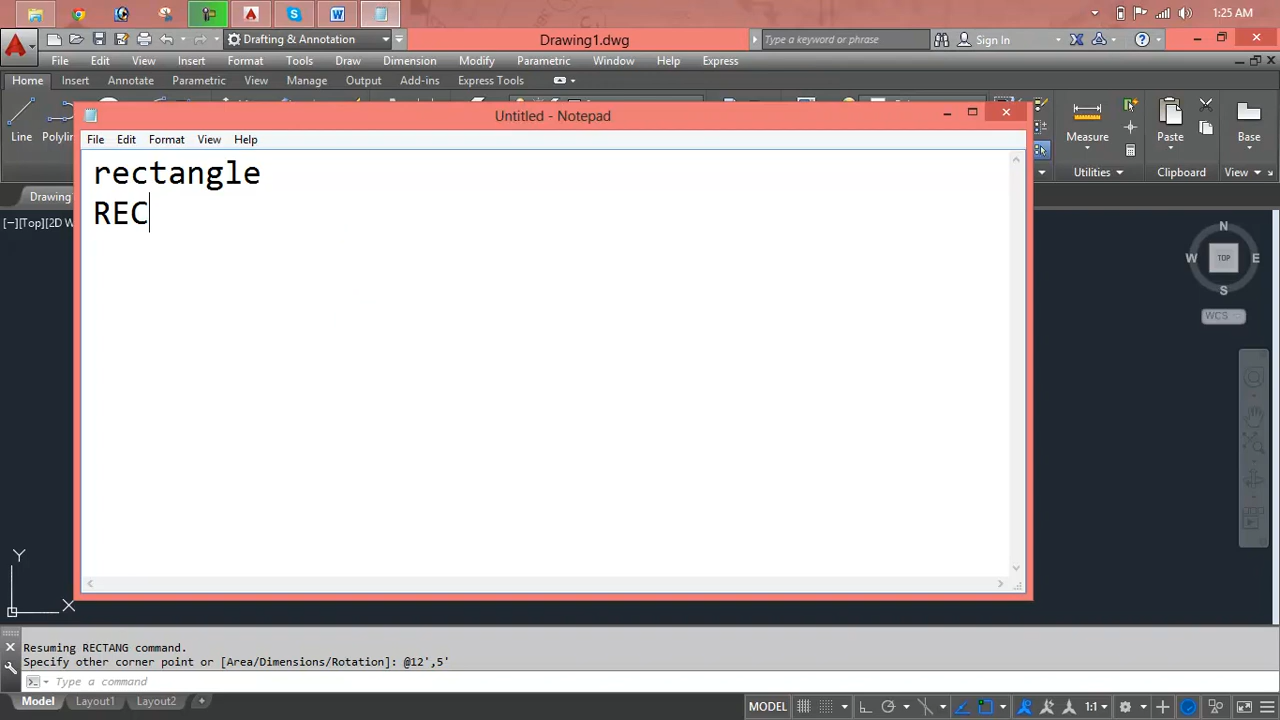 1:25 AM
Drafting & Annotation
Drawing1.dwg
Type a keyword or phrase
Sign In
File Edit View Insert Format Tools Draw Dimension Modify Parametric Window Help Express
Home Insert Annotate Parametric View Manage Output Add-ins Express Tools
Untitled - Notepad
Line
Measure
Paste
Base
Utilities
Clipboard
View
File Edit Format View Help
rectangle
REC
Drawing
[−][Top][2D W
N
W
TOP
E
S
WCS
Y
X
Resuming RECTANG command.
Specify other corner point or [Area/Dimensions/Rotation]: @12',5'
Type a command
Model Layout1 Layout2 +
MODEL
1:1